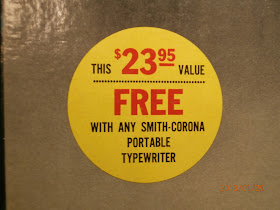 THIS $23.95 VALUE
FREE
WITH ANY SMITH-CORONA
PORTABLE
TYPEWRITER